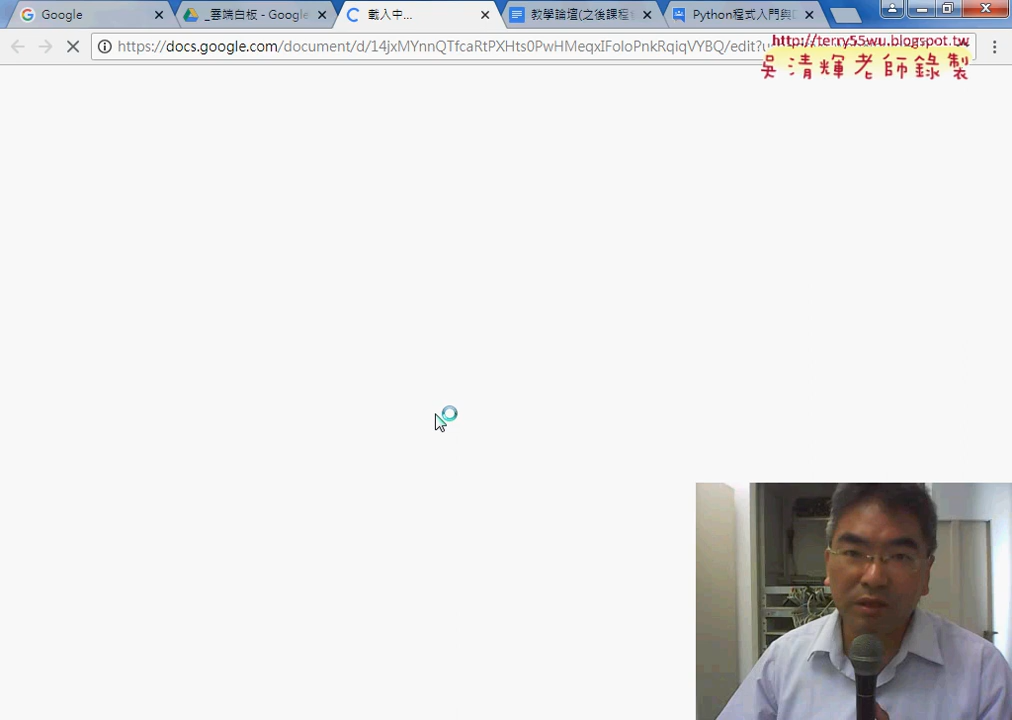 Google
_雲端白板 - Google
載入中...
教學論壇(之後課程
Python程式入門與
https://docs.google.com/document/d/14jxMYnnQTfcaRtPXHts0PwHMeqxIFoloPnkRqiqVYBQ/edit?u
http://terry55wu.blogspot.tw
吳清輝老師錄製